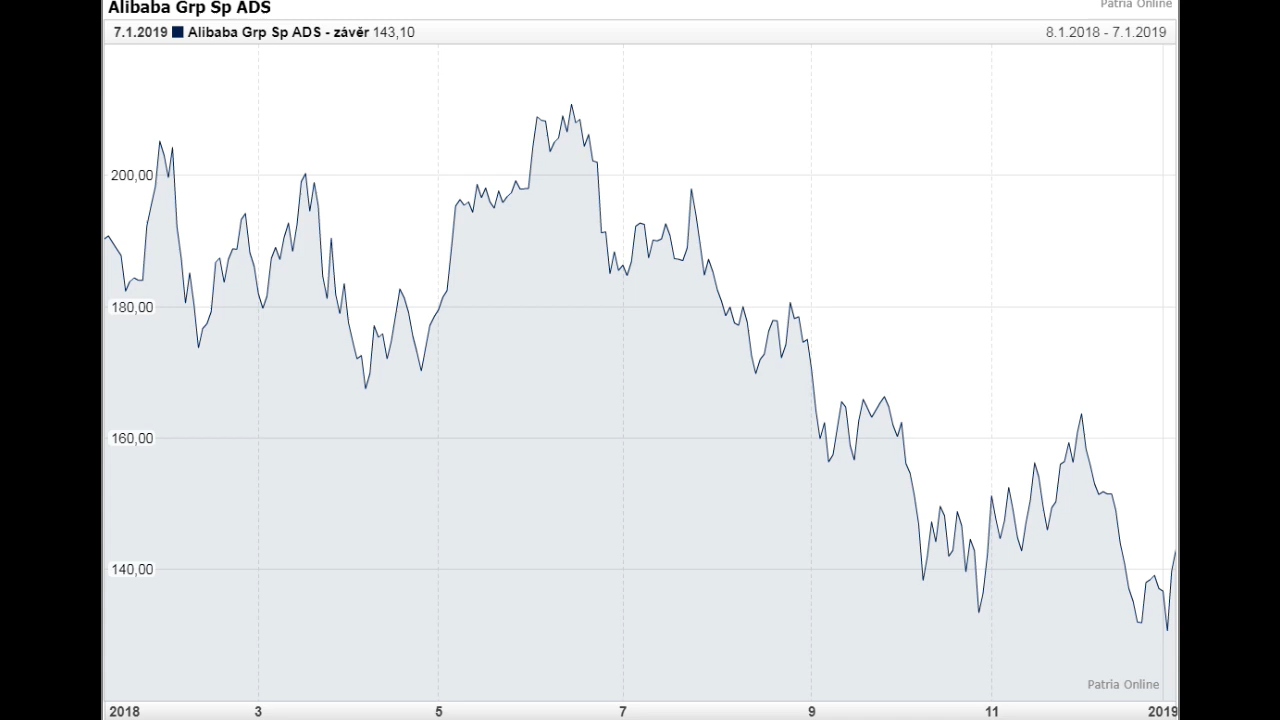 Alibaba Grp Sp ADS
Patria Online
7.1.2019 Alibaba Grp Sp ADS - závěr 143,10
8.1.2018 - 7.1.2019
200,00
180,00
160,00
140,00
Patria Online
2018 3 5 7 9 11 2019